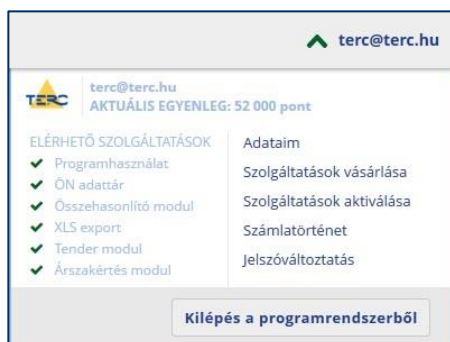 terc@terc.hu
TERC
terc@terc.hu
AKTUÁLIS EGYENLEG: 52 000 pont
ELÉRHETŐ SZOLGÁLTATÁSOK
Programhasználat
ÖN adattár
Összehasonlító modul
XLS export
Tender modul
Árszakértés modul
Adataim
Szolgáltatások vásárlása
Szolgáltatások aktiválása
Számlatörténet
Jelszóváltoztatás
Kilépés a programrendszerből